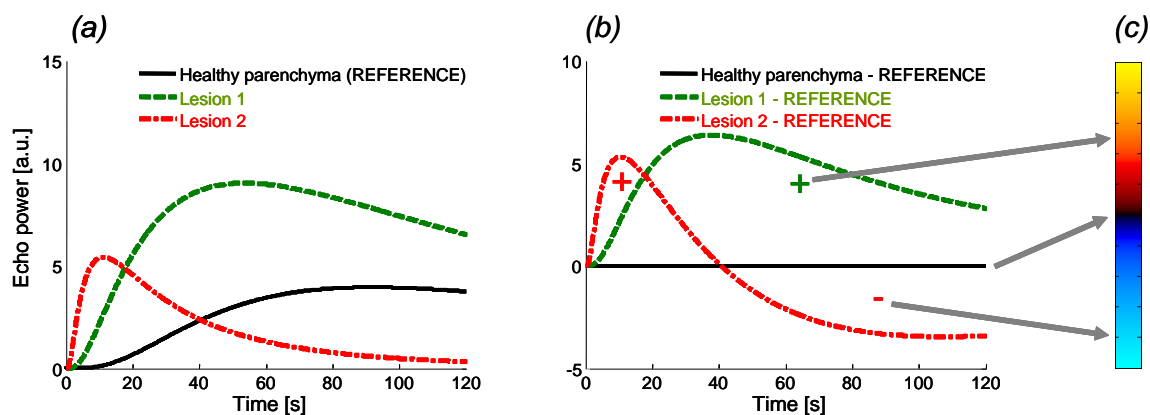 (a)
(b)
(c)
15
10
5
0
Echo power [a.u.]
Healthy parenchyma (REFERENCE)
Lesion 1
Lesion 2
0 20 40 60 80 100 120
Time [s]
10
5
0
-5
Healthy parenchyma - REFERENCE
Lesion 1 - REFERENCE
Lesion 2 - REFERENCE
+
+
-
0 20 40 60 80 100 120
Time [s]